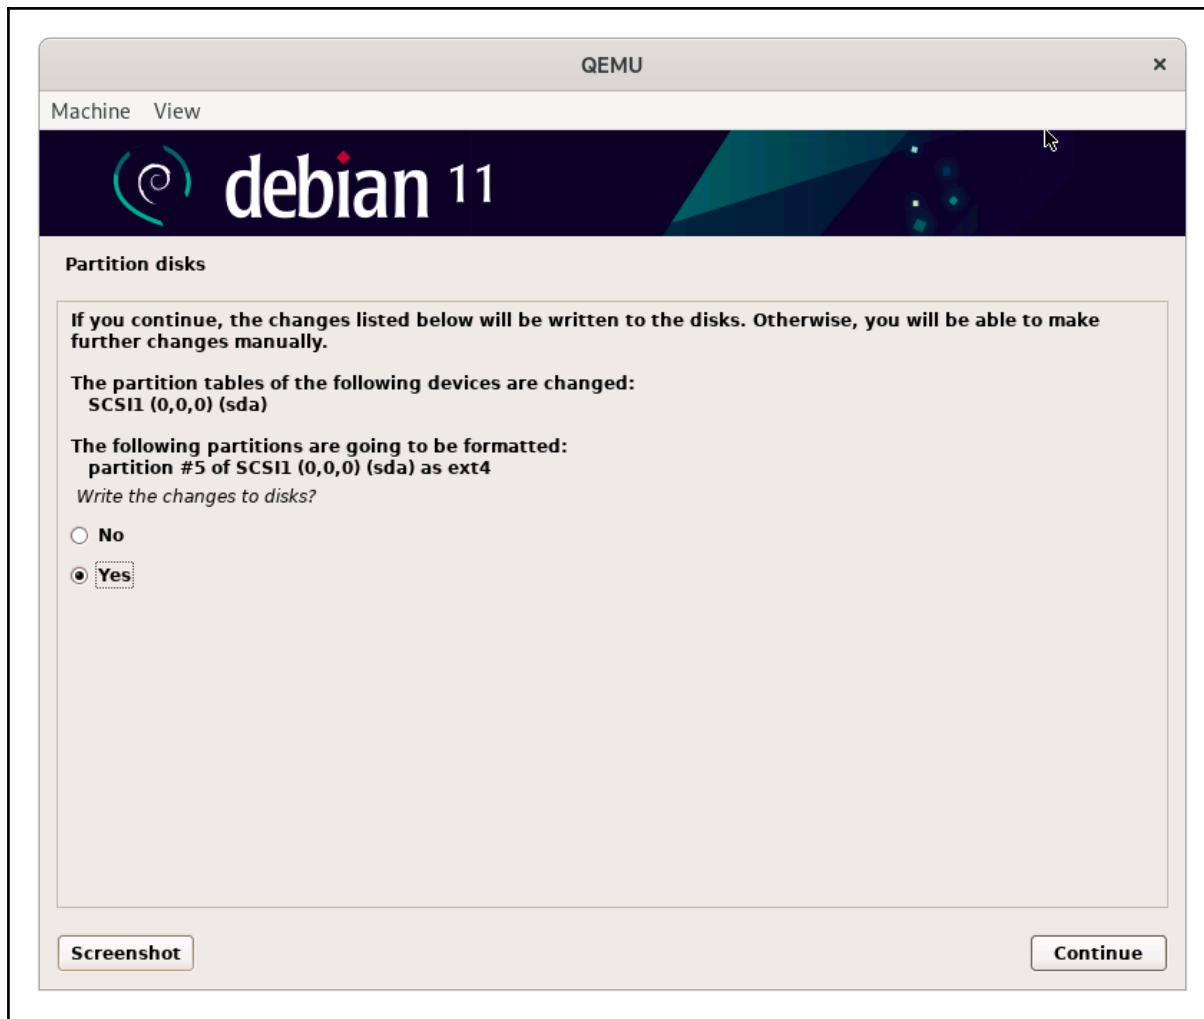 QEMU
Machine View
debian 11
Partition disks
If you continue, the changes listed below will be written to the disks. Otherwise, you will be able to make
further changes manually.
The partition tables of the following devices are changed:
SCSI1 (0,0,0) (sda)
The following partitions are going to be formatted:
partition #5 of SCSI1 (0,0,0) (sda) as ext4
Write the changes to disks?
No
Yes
Screenshot Continue